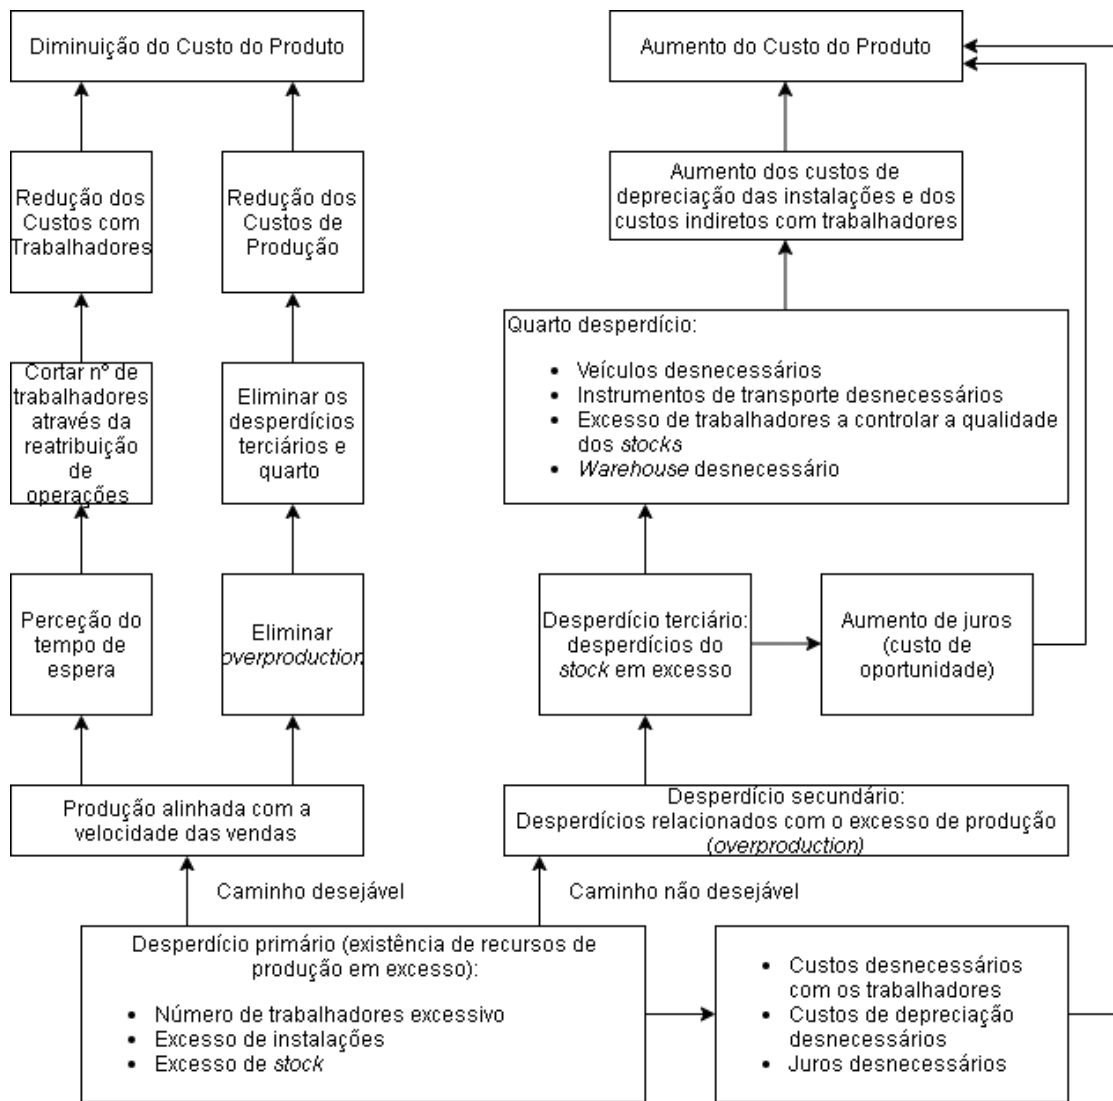 Diminuição do Custo do Produto
Aumento do Custo do Produto
Redução dos
Custos com
Trabalhadores
Redução dos
Custos de
Produção
Aumento dos custos de
depreciação das instalações e dos
custos indiretos com trabalhadores
Cortar nº de
trabalhadores
através da
reatribuição
de
operações
Eliminar os
desperdícios
terciários e
quarto
Quarto desperdício:
• Veículos desnecessários
• Instrumentos de transporte desnecessários
• Excesso de trabalhadores a controlar a qualidade
dos stocks
• Warehouse desnecessário
Perceção do
tempo de
espera
Eliminar
overproduction
Desperdício terciário:
desperdícios do
stock em excesso
Aumento de juros
(custo de
oportunidade)
Produção alinhada com a
velocidade das vendas
Desperdício secundário:
Desperdícios relacionados com o excesso de produção
(overproduction)
Caminho desejável
Caminho não desejável
Desperdício primário (existência de recursos de
produção em excesso):
• Número de trabalhadores excessivo
• Excesso de instalações
• Excesso de stock
• Custos desnecessários
com os trabalhadores
• Custos de depreciação
desnecessários
• Juros desnecessários